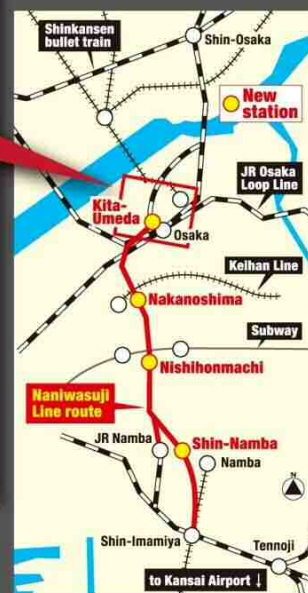 Shinkansen
bullet train
Shin-Osaka
New
station
JR Osaka
Loop Line
Kita-
Umeda
Osaka
Keihan Line
Nakanoshima
Subway
Nishihonmachi
Naniwasuji
Line route
JR Namba
Shin-Namba
Namba
N
Shin-Imamiya
Tennoji
to Kansai Airport ↓